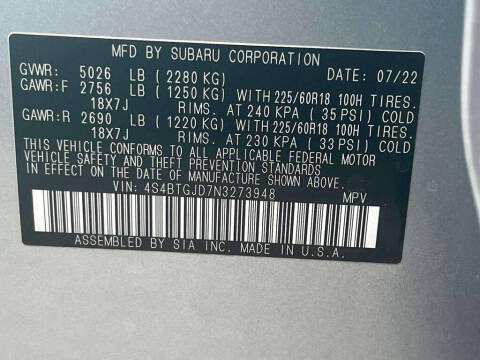 MFD BY SUBARU CORPORATION
GVWR: 5026 LB (2280 KG) DATE: 07/22
GAWR:F 2756 LB (1250 KG) WITH 225/60R18 100H TIRES.
18X7J RIMS. AT 240 KPA (35 PSI) COLD
GAWR:R 2690 LB (1220 KG) WITH 225/60R18 100H TIRES.
18X7J RIMS. AT 230 KPA (33 PSI) COLD
THIS VEHICLE CONFORMS TO ALL APPLICABLE FEDERAL MOTOR
VEHICLE SAFETY AND THEFT PREVENTION STANDARDS
IN EFFECT ON THE DATE OF MANUFACTURE SHOWN ABOVE.
VIN: 4S4BTGJD7N3273948 MPV
ASSEMBLED BY SIA INC. MADE IN U.S.A.